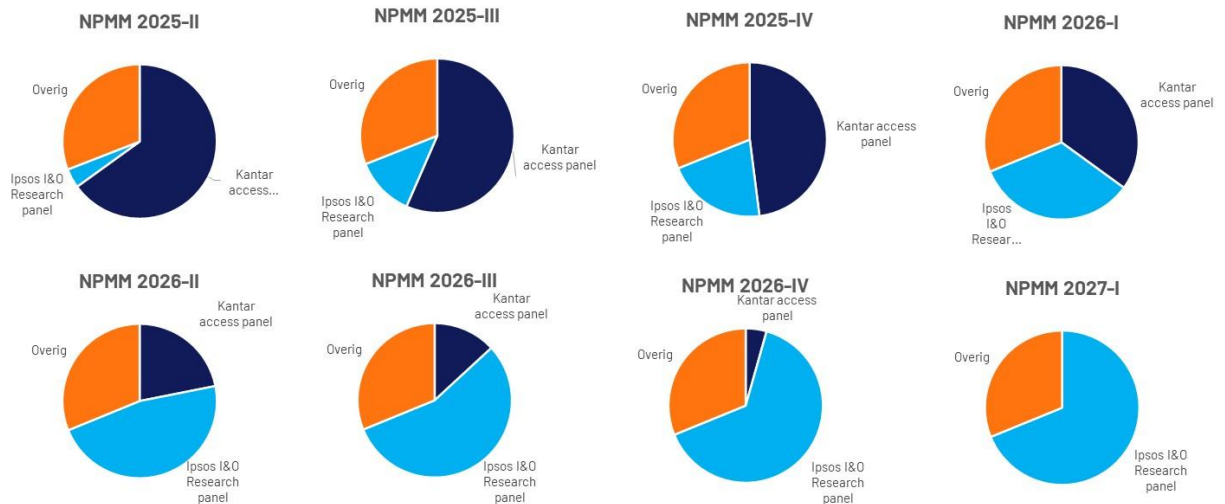 NPMM 2025-II
Overig
Ipsos I&O
Research
panel
Kantar
access...
NPMM 2025-III
Overig
Ipsos I&O
Research
panel
Kantar
access panel
NPMM 2025-IV
Overig
Ipsos I&O
Research
panel
Kantar access
panel
NPMM 2026-I
Overig
Kantar
access panel
Ipsos
I&O
Resear...
NPMM 2026-II
Overig
Kantar
access panel
Ipsos I&O
Research
panel
NPMM 2026-III
Overig
Kantar
access panel
Ipsos I&O
Research
panel
NPMM 2026-IV
Kantar access
panel
Overig
Ipsos I&O
Research
panel
NPMM 2027-I
Overig
Ipsos I&O
Research
panel